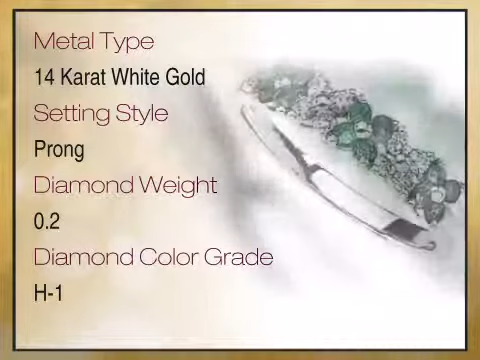 Metal Type
14 Karat White Gold
Setting Style
Prong
Diamond Weight
0.2
Diamond Color Grade
H-1